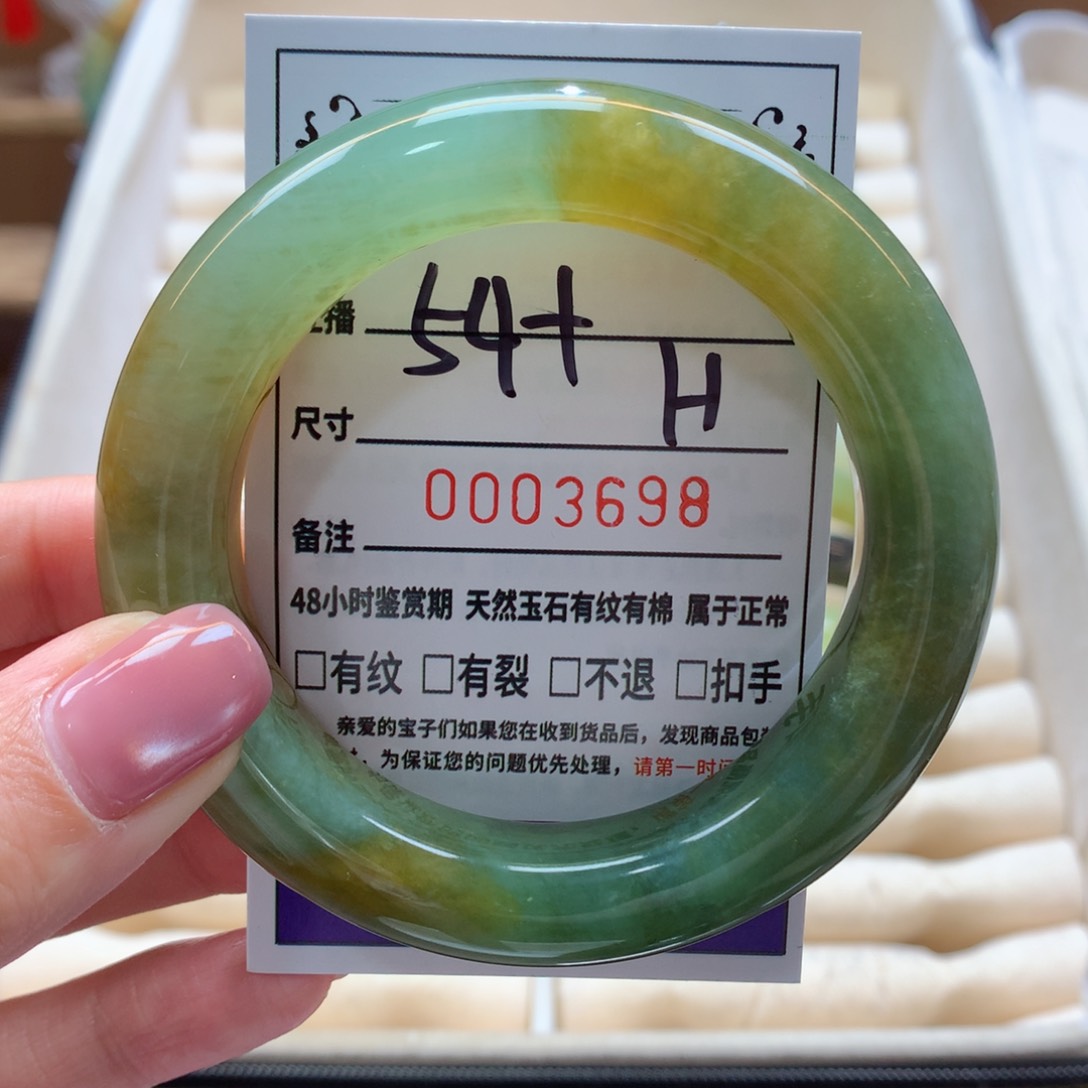 播 54+
尺寸 H
0003698
备注
48小时鉴赏期 天然玉石有纹有棉 属于正常
□有纹 □有裂 □不退 □扣手
亲爱的宝子们如果您在收到货品后，发现商品包
，为保证您的问题优先处理，请第一时间